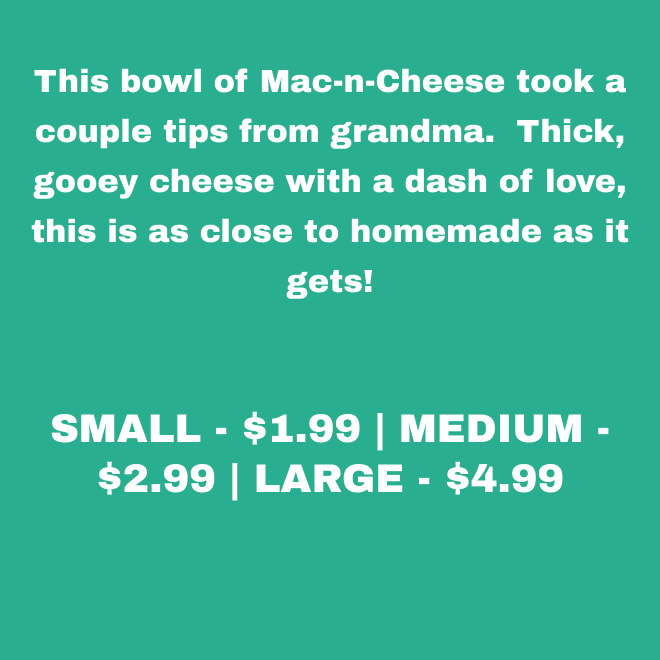 This bowl of Mac-n-Cheese took a
couple tips from grandma.  Thick,
gooey cheese with a dash of love,
this is as close to homemade as it
gets!
SMALL - $1.99 | MEDIUM -
$2.99 | LARGE - $4.99